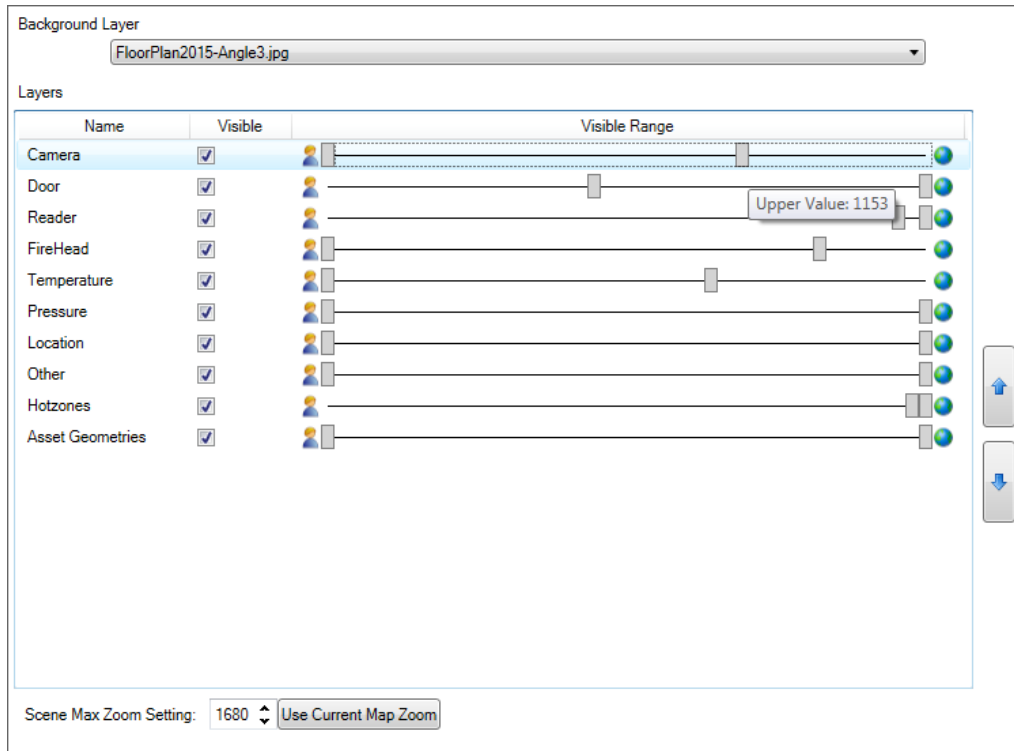 Background Layer
FloorPlan2015-Angle3.jpg
Layers
Name Visible Visible Range
Camera
Door
Upper Value: 1153
Reader
FireHead
Temperature
Pressure
Location
Other
Hotzones
Asset Geometries
Scene Max Zoom Setting: 1680 Use Current Map Zoom